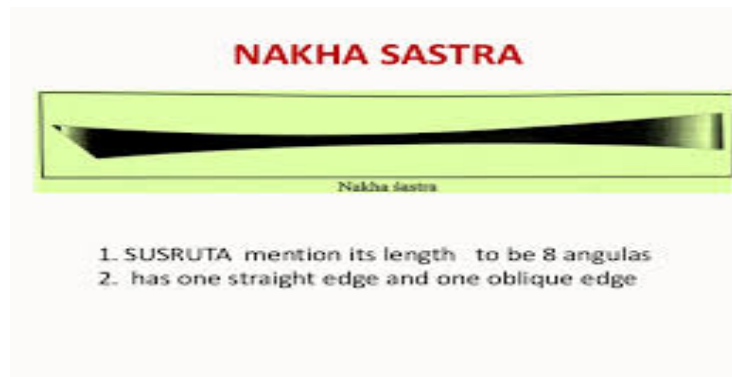 NAKHA SASTRA
Nakha śastra
1. SUSRUTA mention its length to be 8 angulas
2. has one straight edge and one oblique edge